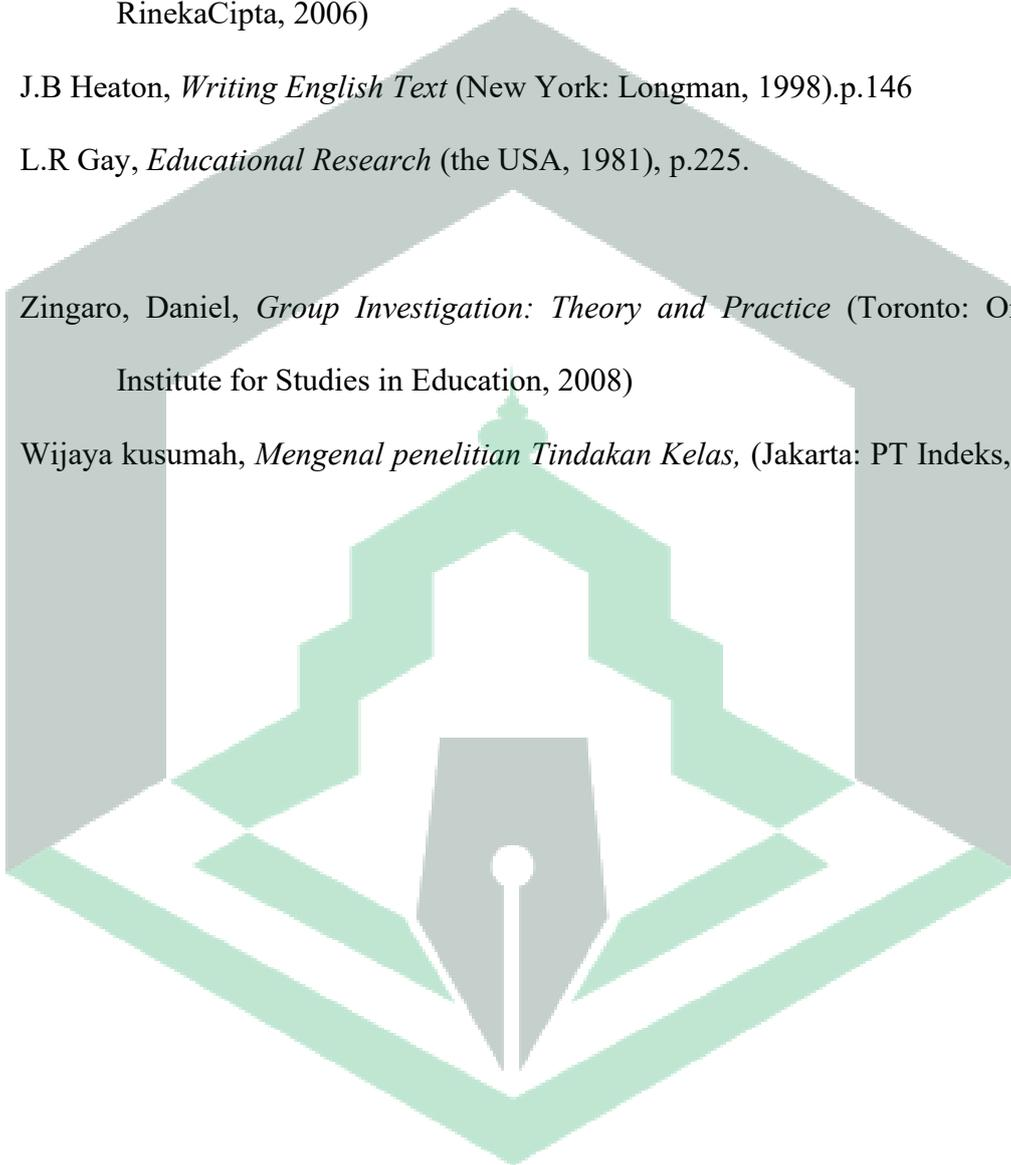 RinekaCipta, 2006)
J.B Heaton, Writing English Text (New York: Longman, 1998).p.146
L.R Gay, Educational Research (the USA, 1981), p.225.
Zingaro, Daniel, Group Investigation: Theory and Practice (Toronto:
Institute for Studies in Education, 2008)
Wijaya kusumah, Mengenal penelitian Tindakan Kelas, (Jakarta: PT Indeks,